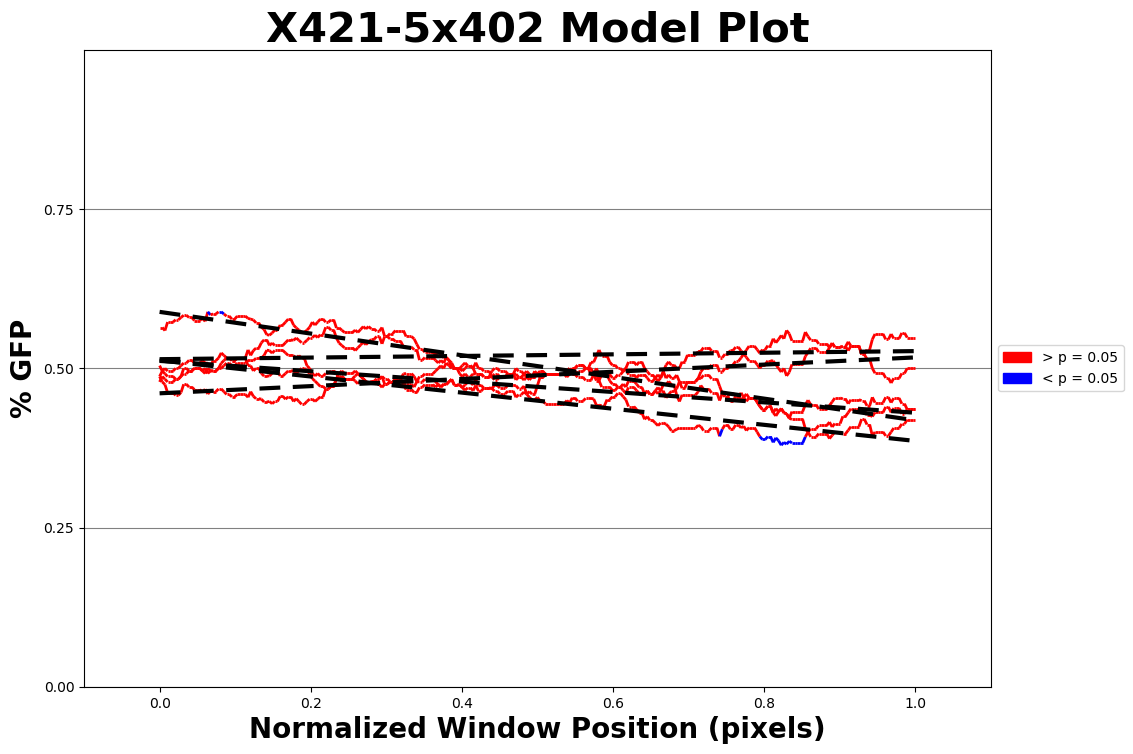 X421-5x402 Model Plot
% GFP
0.75
0.50
0.25
0.00
0.0 0.2 0.4 0.6 0.8 1.0
Normalized Window Position (pixels)
> p = 0.05
< p = 0.05